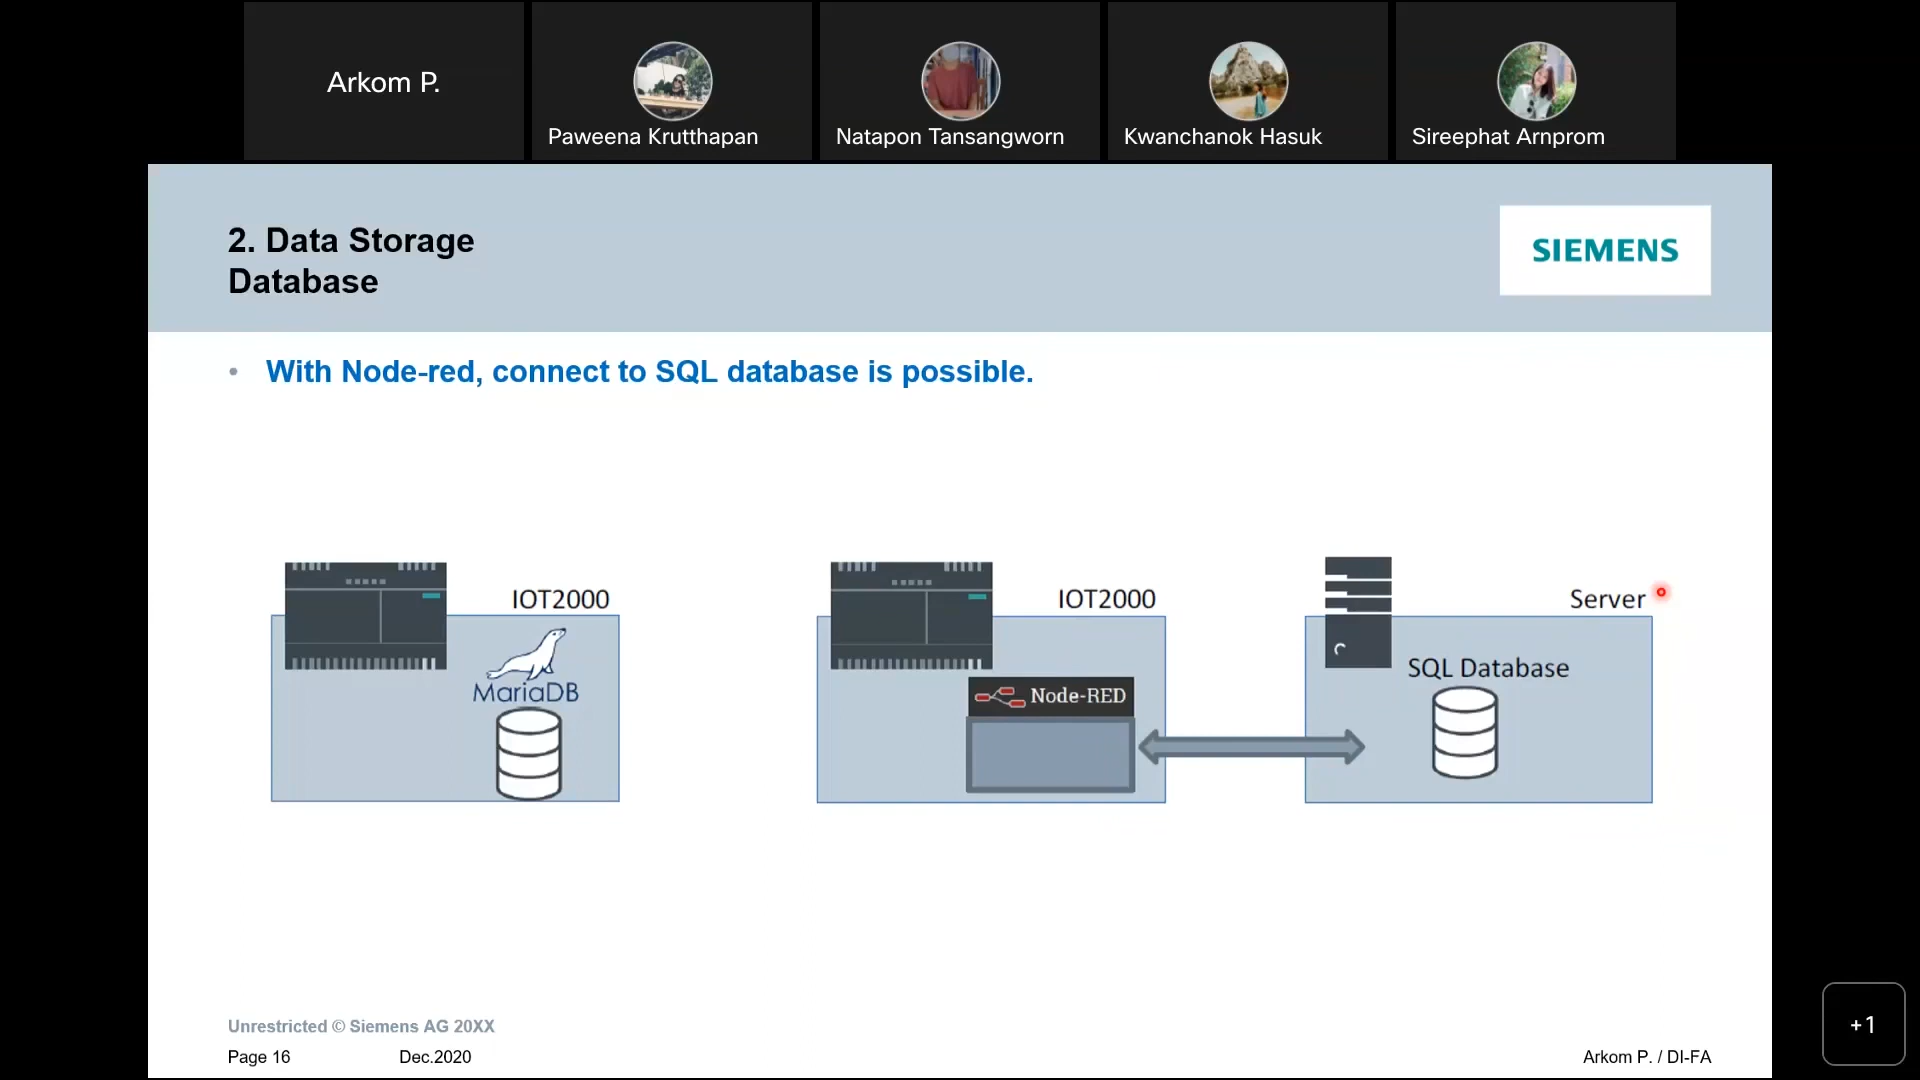 Arkom P.
Paweena Krutthapan
Natapon Tansangworn
Kwanchanok Hasuk
Sireephat Arnprom
2. Data Storage
Database
SIEMENS
• With Node-red, connect to SQL database is possible.
IOT2000
MariaDB
IOT2000
Node-RED
Server
SQL Database
Unrestricted © Siemens AG 20XX
Page 16
Dec.2020
Arkom P. / DI-FA
+1